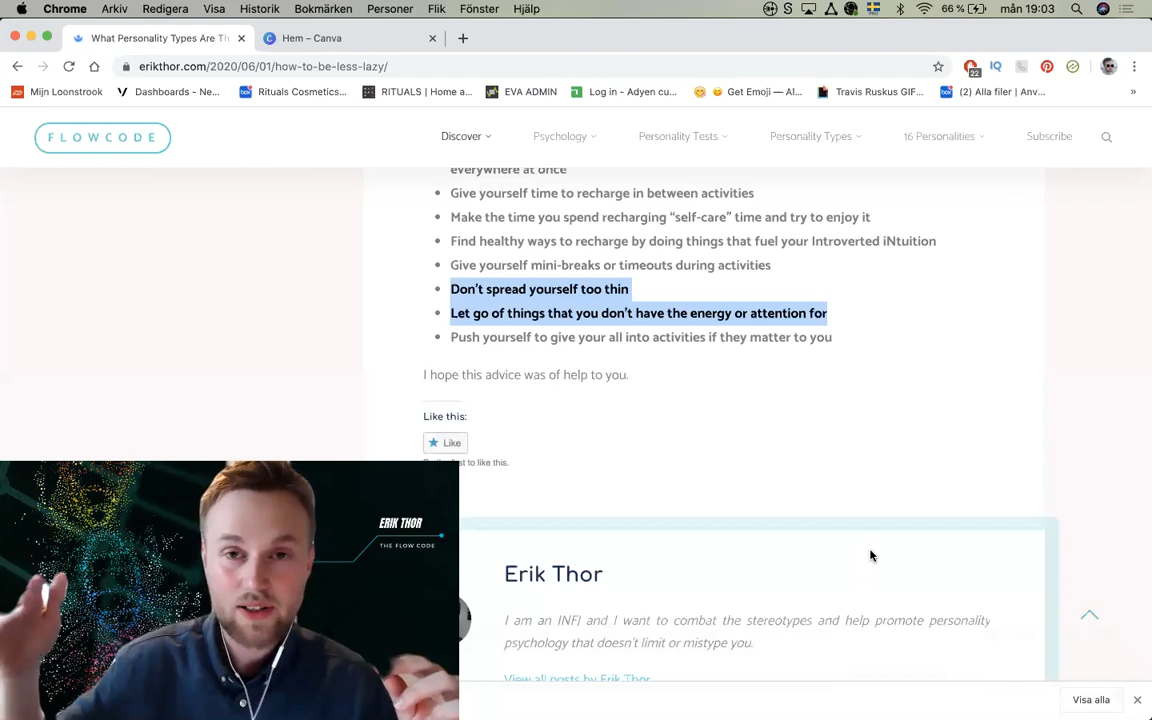 Chrome Arkiv Redigera Visa Historik Bokmärken Personer Flik Fönster Hjälp 66 % mån 19:03
What Personality Types Are Th Hem – Canva
erikthor.com/2020/06/01/how-to-be-less-lazy/
22
Mijn Loonstrook Dashboards - Ne... Rituals Cosmetics... RITUALS | Home a... EVA ADMIN Log in - Adyen cu... Get Emoji — Al... Travis Ruskus GIF... (2) Alla filer | Anv... »
FLOWCODE Discover Psychology Personality Tests Personality Types 16 Personalities Subscribe
everywhere at once
Give yourself time to recharge in between activities
Make the time you spend recharging “self-care” time and try to enjoy it
Find healthy ways to recharge by doing things that fuel your Introverted iNtuition
Give yourself mini-breaks or timeouts during activities
Don’t spread yourself too thin
Let go of things that you don’t have the energy or attention for
Push yourself to give your all into activities if they matter to you
I hope this advice was of help to you.
Like this:
Like
to like this.
ERIK THOR
THE FLOW CODE
Erik Thor
I am an INFJ and I want to combat the stereotypes and help promote personality
psychology that doesn't limit or mistype you.
View all posts by Erik Thor
Visa alla